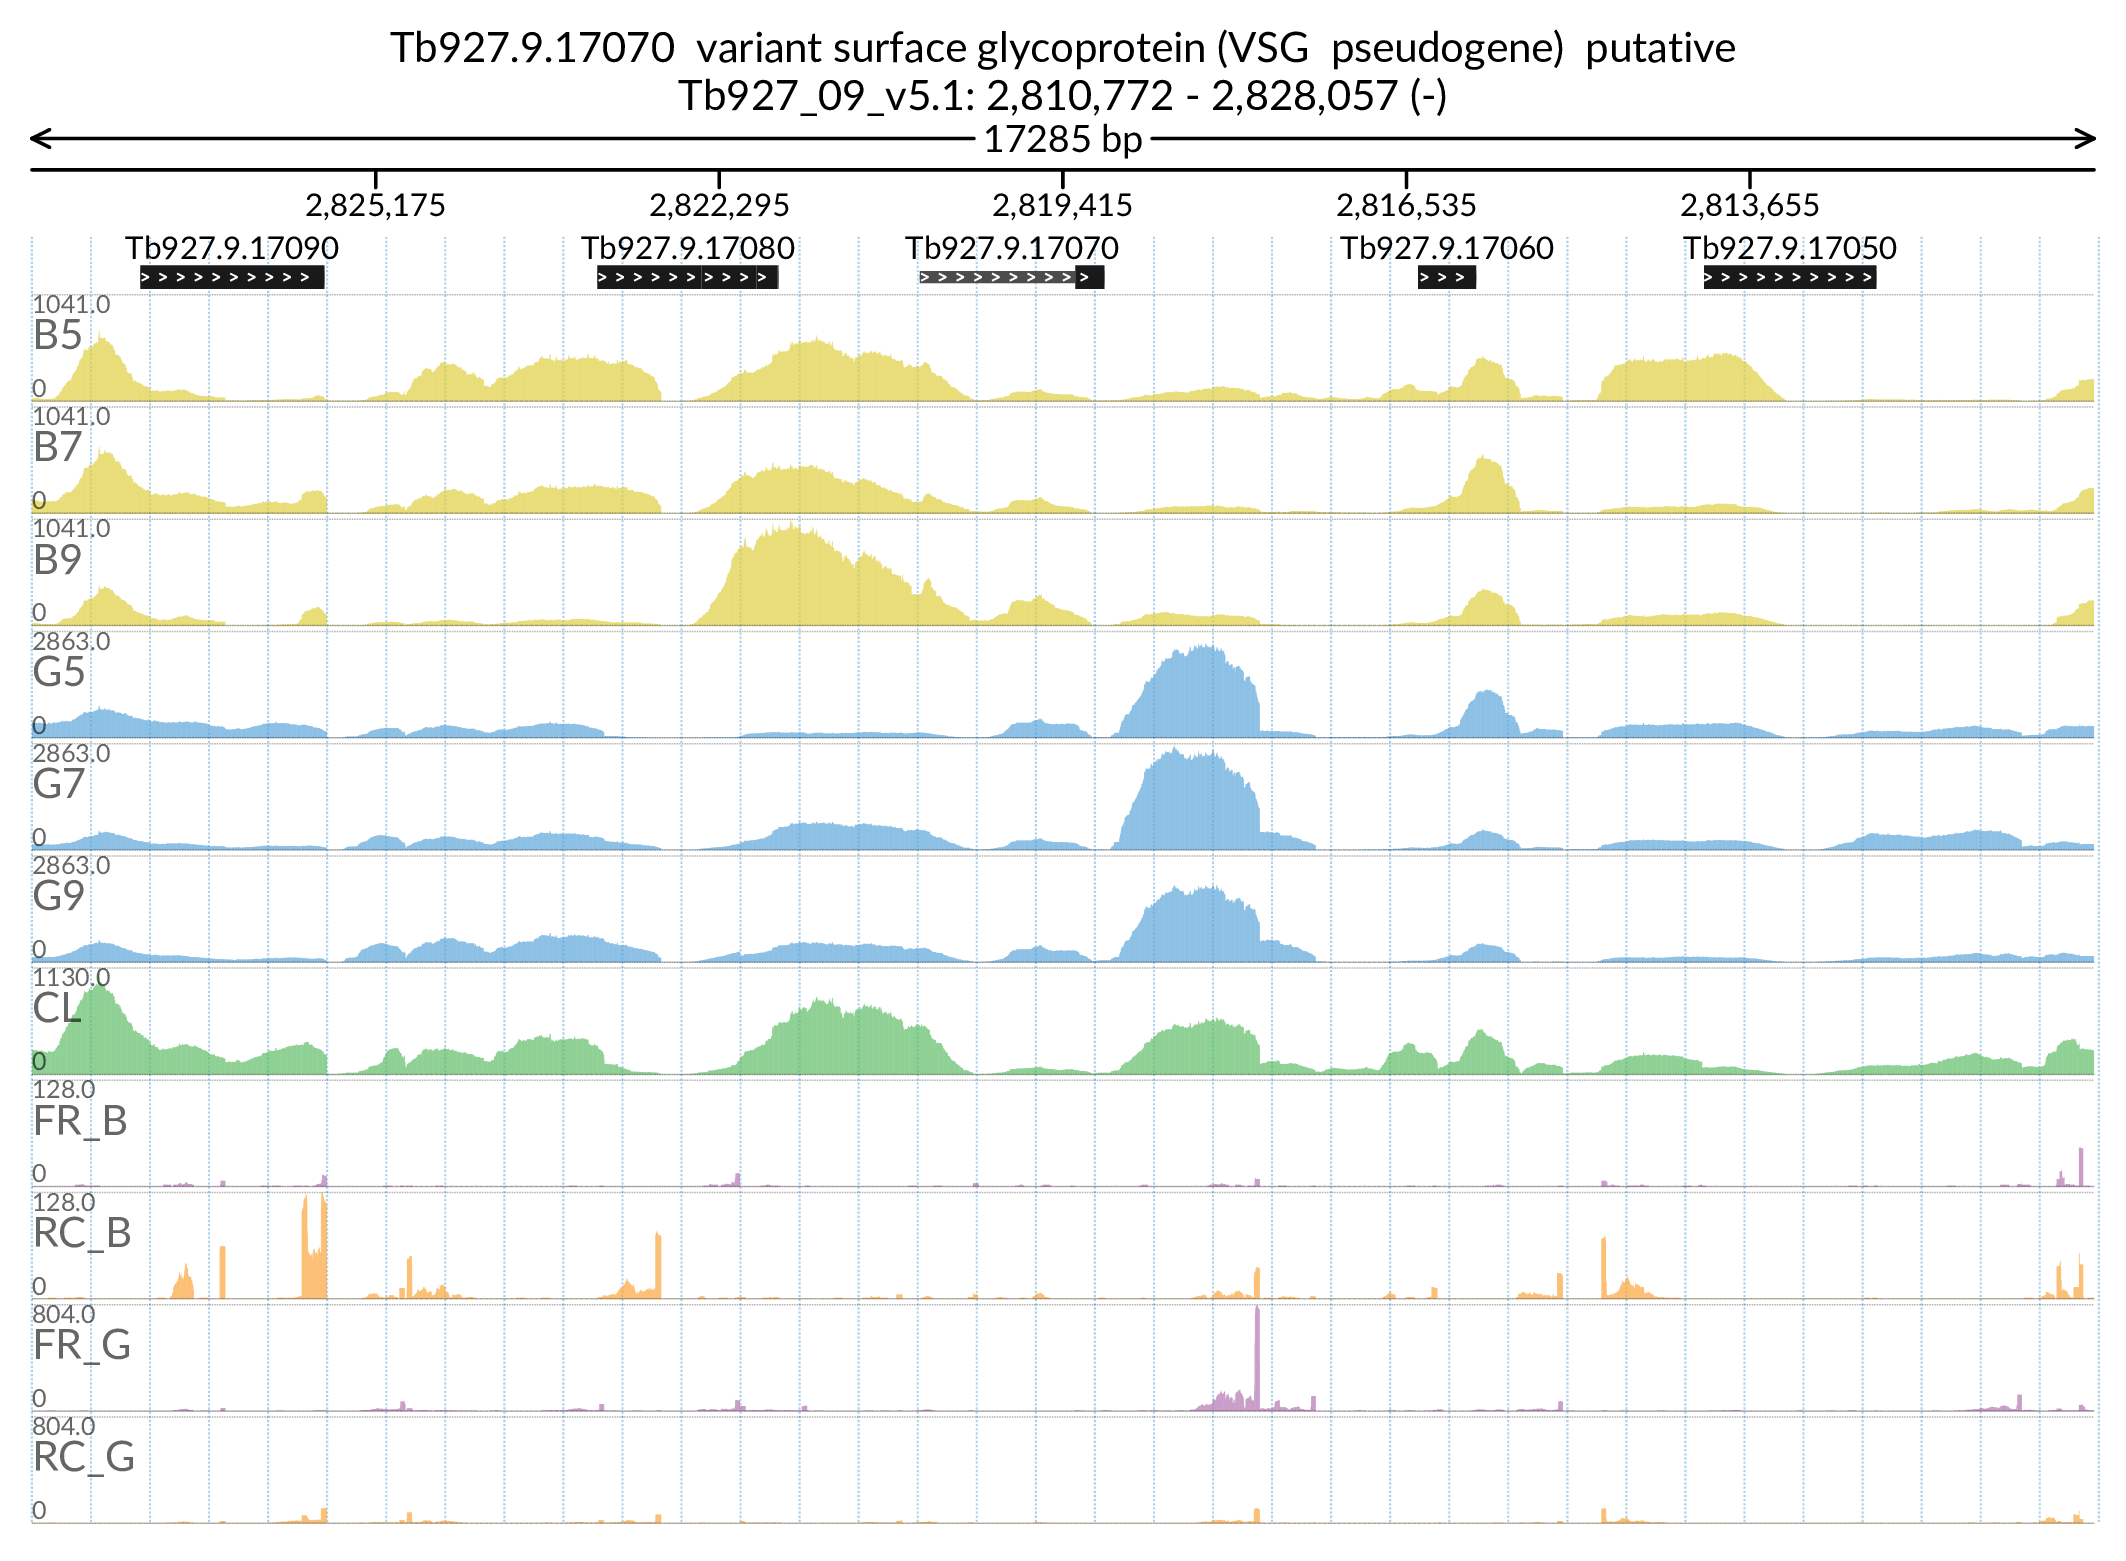 Tb927.9.17070  variant surface glycoprotein (VSG  pseudogene)  putative
Tb927_09_v5.1: 2,810,772 - 2,828,057 (-)
17285 bp
2,825,175 2,822,295 2,819,415 2,816,535 2,813,655
Tb927.9.17090 Tb927.9.17080 Tb927.9.17070 Tb927.9.17060 Tb927.9.17050
1041.0
B5
0
1041.0
B7
0
1041.0
B9
0
2863.0
G5
0
2863.0
G7
0
2863.0
G9
0
1130.0
CL
0
128.0
FR_B
0
128.0
RC_B
0
804.0
FR_G
0
804.0
RC_G
0